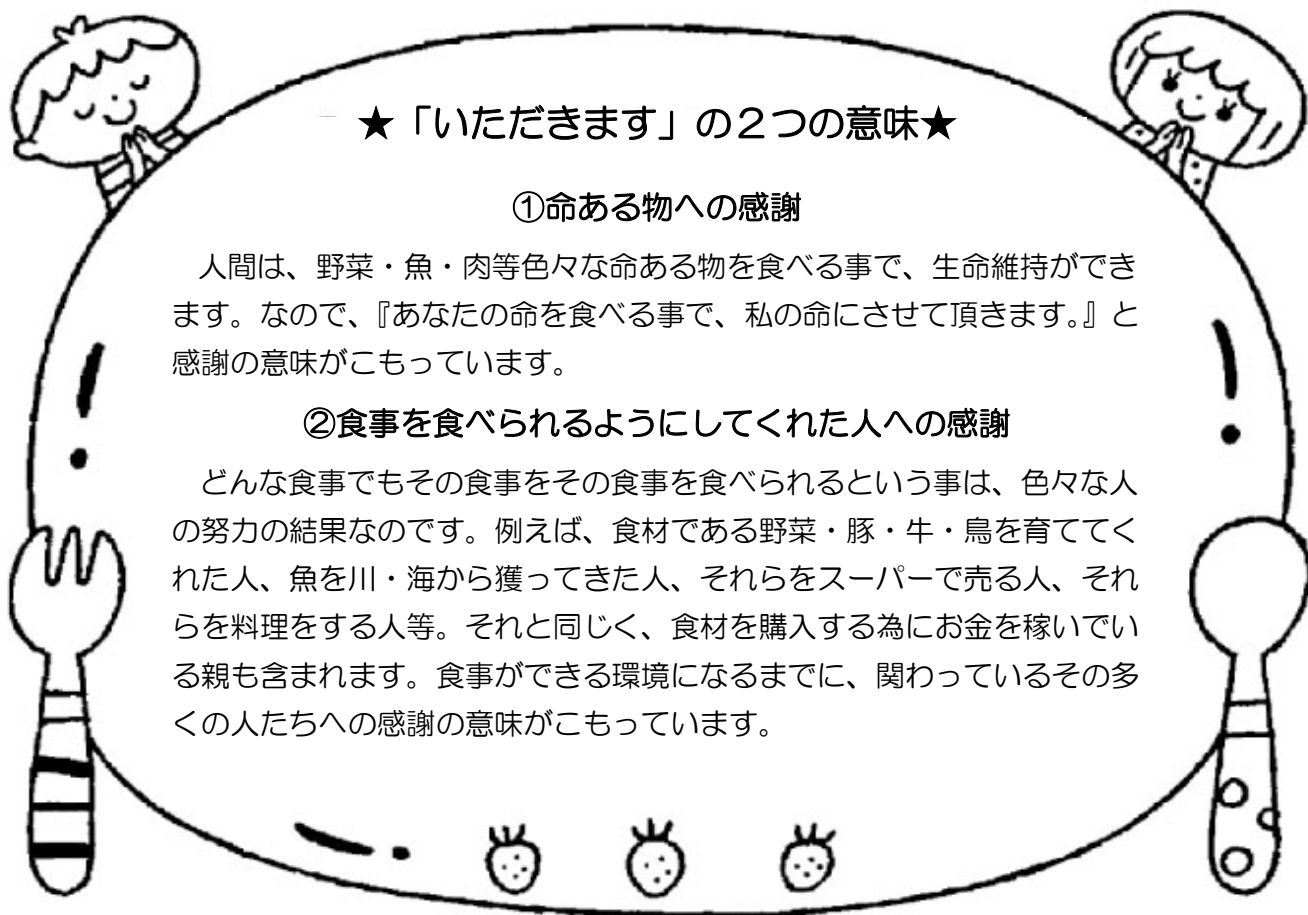 ★「いただきます」の２つの意味★
①命ある物への感謝
人間は、野菜・魚・肉等色々な命ある物を食べる事で、生命維持ができ
ます。なので、『あなたの命を食べる事で、私の命にさせて頂きます。』と
感謝の意味がこもっています。
②食事を食べられるようにしてくれた人への感謝
どんな食事でもその食事をその食事を食べられるという事は、色々な人
の努力の結果なのです。例えば、食材である野菜・豚・牛・鳥を育ててく
れた人、魚を川・海から獲ってきた人、それらをスーパーで売る人、それ
らを料理をする人等。それと同じく、食材を購入する為にお金を稼いでい
る親も含まれます。食事ができる環境になるまでに、関わっているその多
くの人たちへの感謝の意味がこもっています。